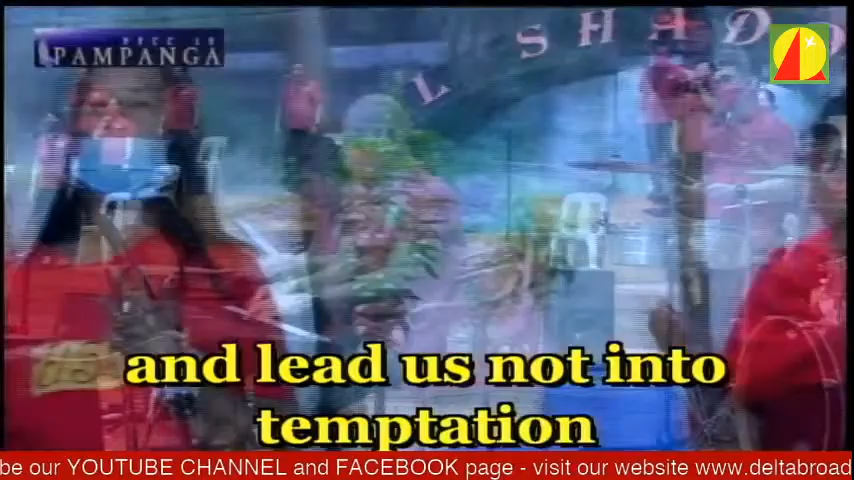 L SHADD
PAMPANGA
and lead us not into
temptation
be our YOUTUBE CHANNEL and FACEBOOK page - visit our website www.deltabroad